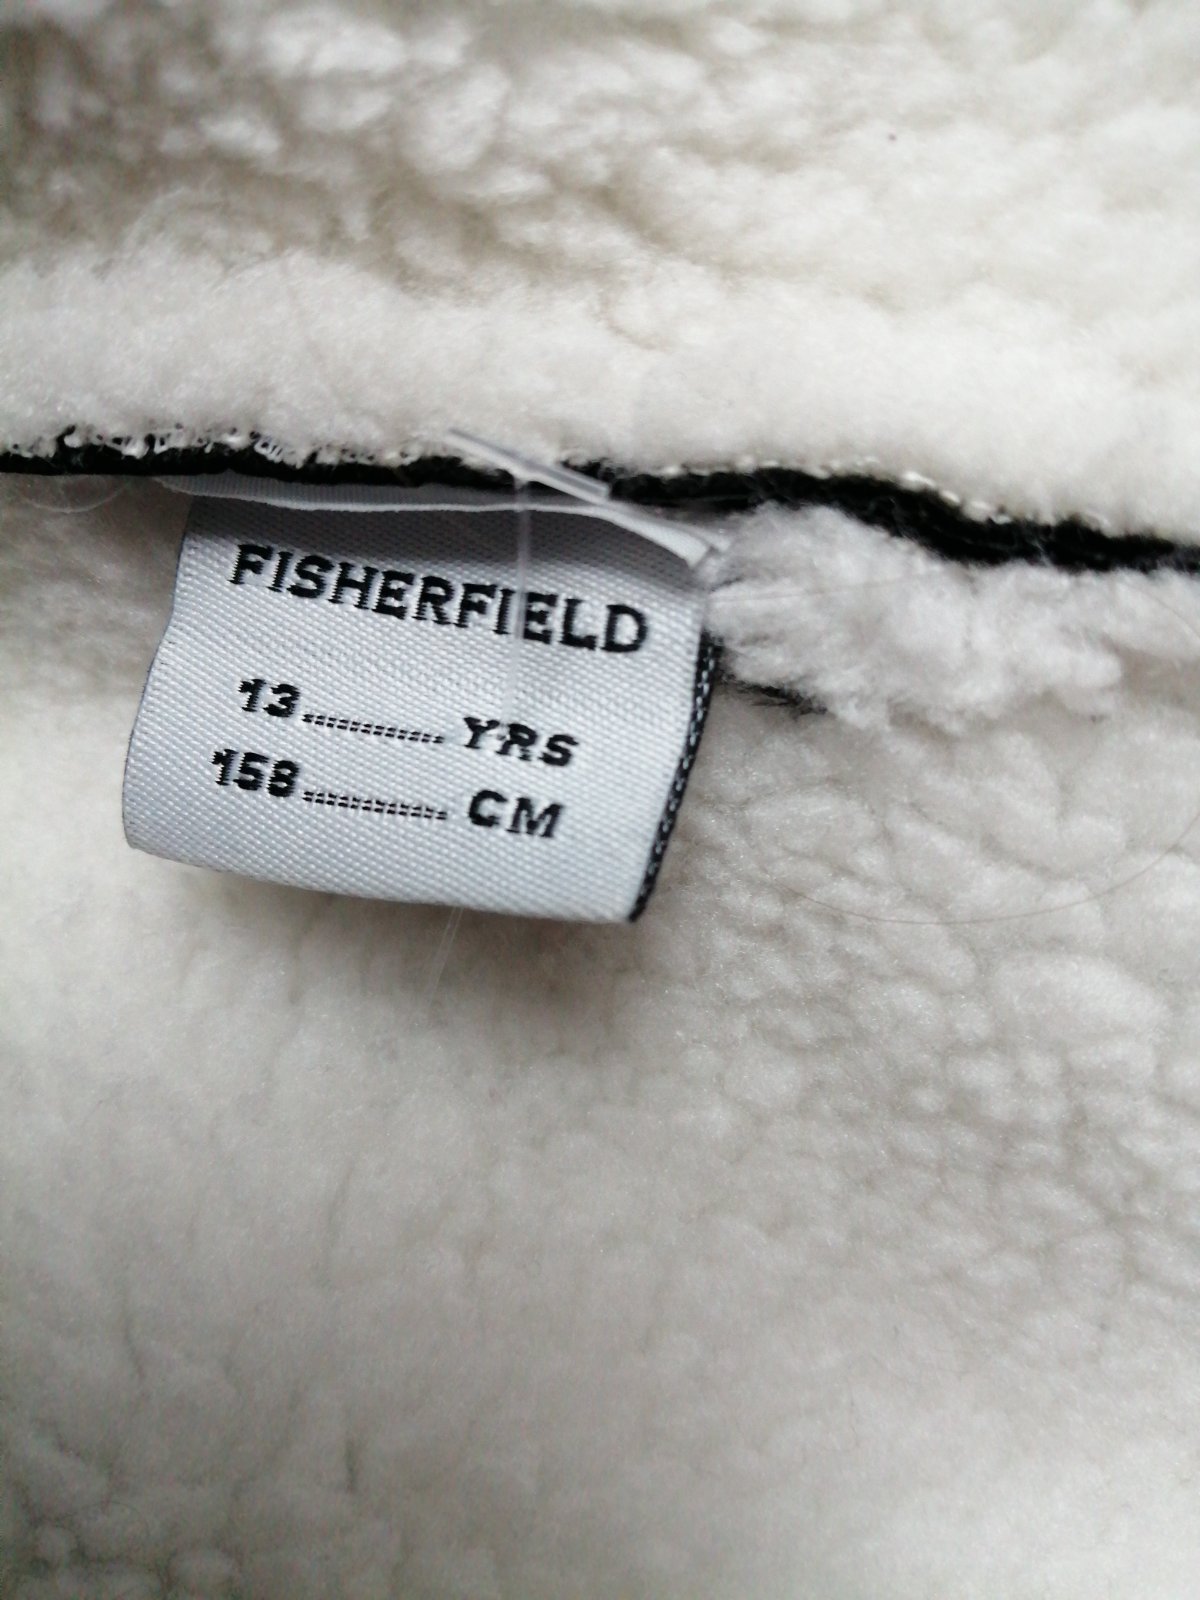 FISHERFIELD
13.......... YRS
158.......... CM